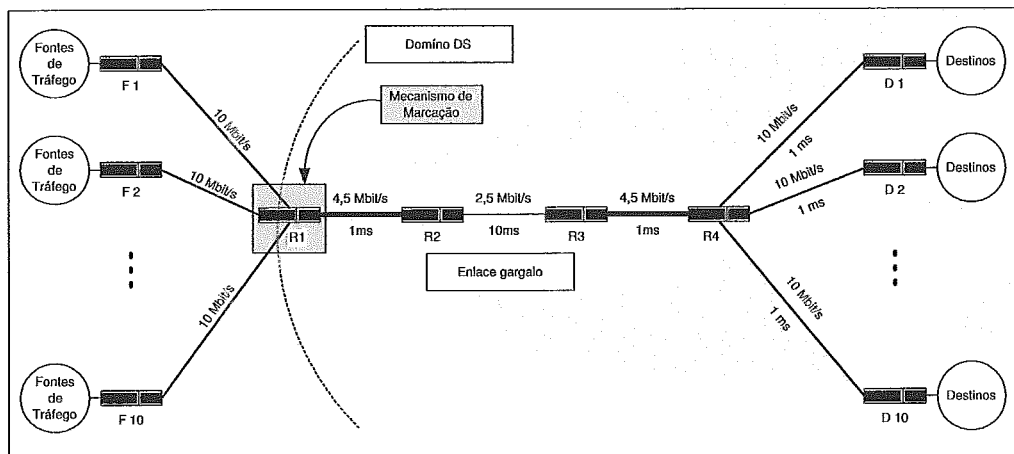 Fontes
de
Tráfego
F 1
10 Mbit/s
Domíno DS
Mecanismo de
Marcação
D 1
Destinos
10 Mbit/s
1 ms
Fontes
de
Tráfego
F 2
10 Mbit/s
D 2
Destinos
10 Mbit/s
1 ms
R1
4,5 Mbit/s
1ms
R2
2,5 Mbit/s
10ms
R3
4,5 Mbit/s
1ms
R4
Enlace gargalo
10 Mbit/s
10 Mbit/s
1 ms
Fontes
de
Tráfego
F 10
D 10
Destinos